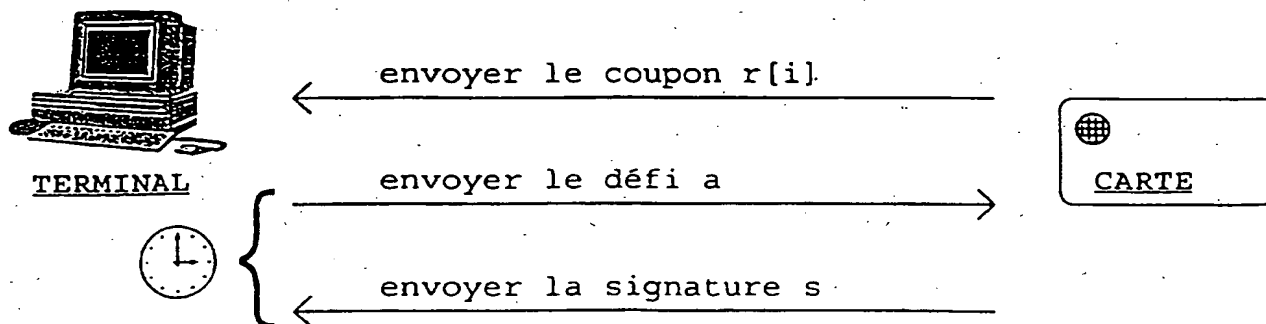 envoyer le coupon r[i]
TERMINAL
envoyer le défi a
CARTE
envoyer la signature s